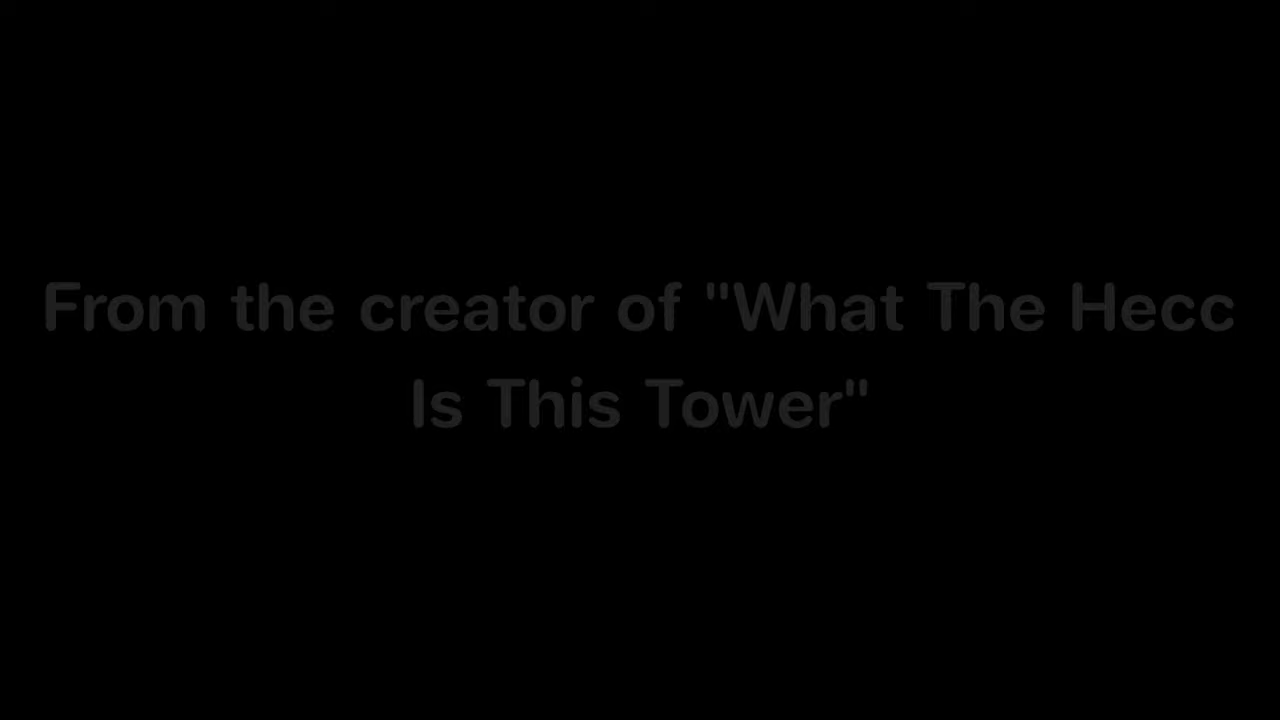 From the creator of "What The Hecc
Is This Tower"